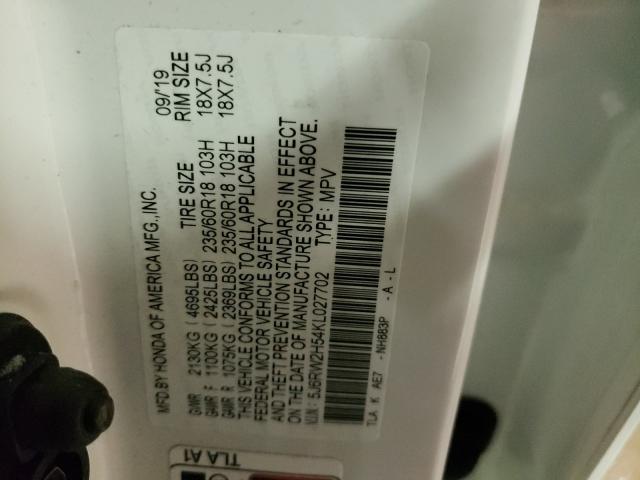 MFD.BY HONDA OF AMERICA MFG.,INC. 09/'19
TIRE SIZE RIM SIZE
GVWR 2130KG ( 4695LBS)
GAWR F 1100KG ( 2425LBS) 235/60R18 103H 18X7.5J
GAWR R 1075KG ( 2369LBS) 235/60R18 103H 18X7.5J
THIS VEHICLE CONFORMS TO ALL APPLICABLE
FEDERAL MOTOR VEHICLE SAFETY
AND THEFT PREVENTION STANDARDS IN EFFECT
ON THE DATE OF MANUFACTURE SHOWN ABOVE.
V.I.N.: 5J6RW2H54KL027702 TYPE: MPV
TLA K AE7 - NH883P - A - L
TLA A1